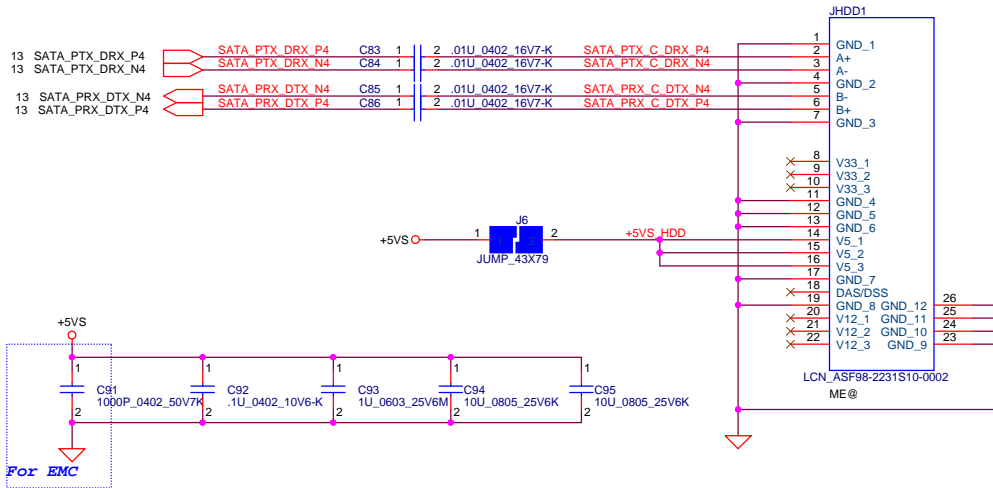 JHDD1
13 SATA_PTX_DRX_P4 SATA_PTX_DRX_P4 C83 1 2 .01U_0402_16V7-K SATA_PTX_C_DRX_P4
13 SATA_PTX_DRX_N4 SATA_PTX_DRX_N4 C84 1 2 .01U_0402_16V7-K SATA_PTX_C_DRX_N4
13 SATA_PRX_DTX_N4 SATA_PRX_DTX_N4 C85 1 2 .01U_0402_16V7-K SATA_PRX_C_DTX_N4
13 SATA_PRX_DTX_P4 SATA_PRX_DTX_P4 C86 1 2 .01U_0402_16V7-K SATA_PRX_C_DTX_P4
1 GND_1
2 A+
3 A-
4 GND_2
5 B-
6 B+
7 GND_3
8 V33_1
9 V33_2
10 V33_3
11 GND_4
12 GND_5
13 GND_6
14 V5_1
15 V5_2
16 V5_3
17 GND_7
18 DAS/DSS
19 GND_8 GND_12 26
20 V12_1 GND_11 25
21 V12_2 GND_10 24
22 V12_3 GND_9 23
LCN_ASF98-2231S10-0002
ME@
J6
+5VS 1 1 2 2 +5VS_HDD
JUMP_43X79
+5VS
1 1 1 1 1
C91 C92 C93 C94 C95
1000P_0402_50V7K .1U_0402_10V6-K 1U_0603_25V6M 10U_0805_25V6K 10U_0805_25V6K
2 2 2 2 2
For EMC